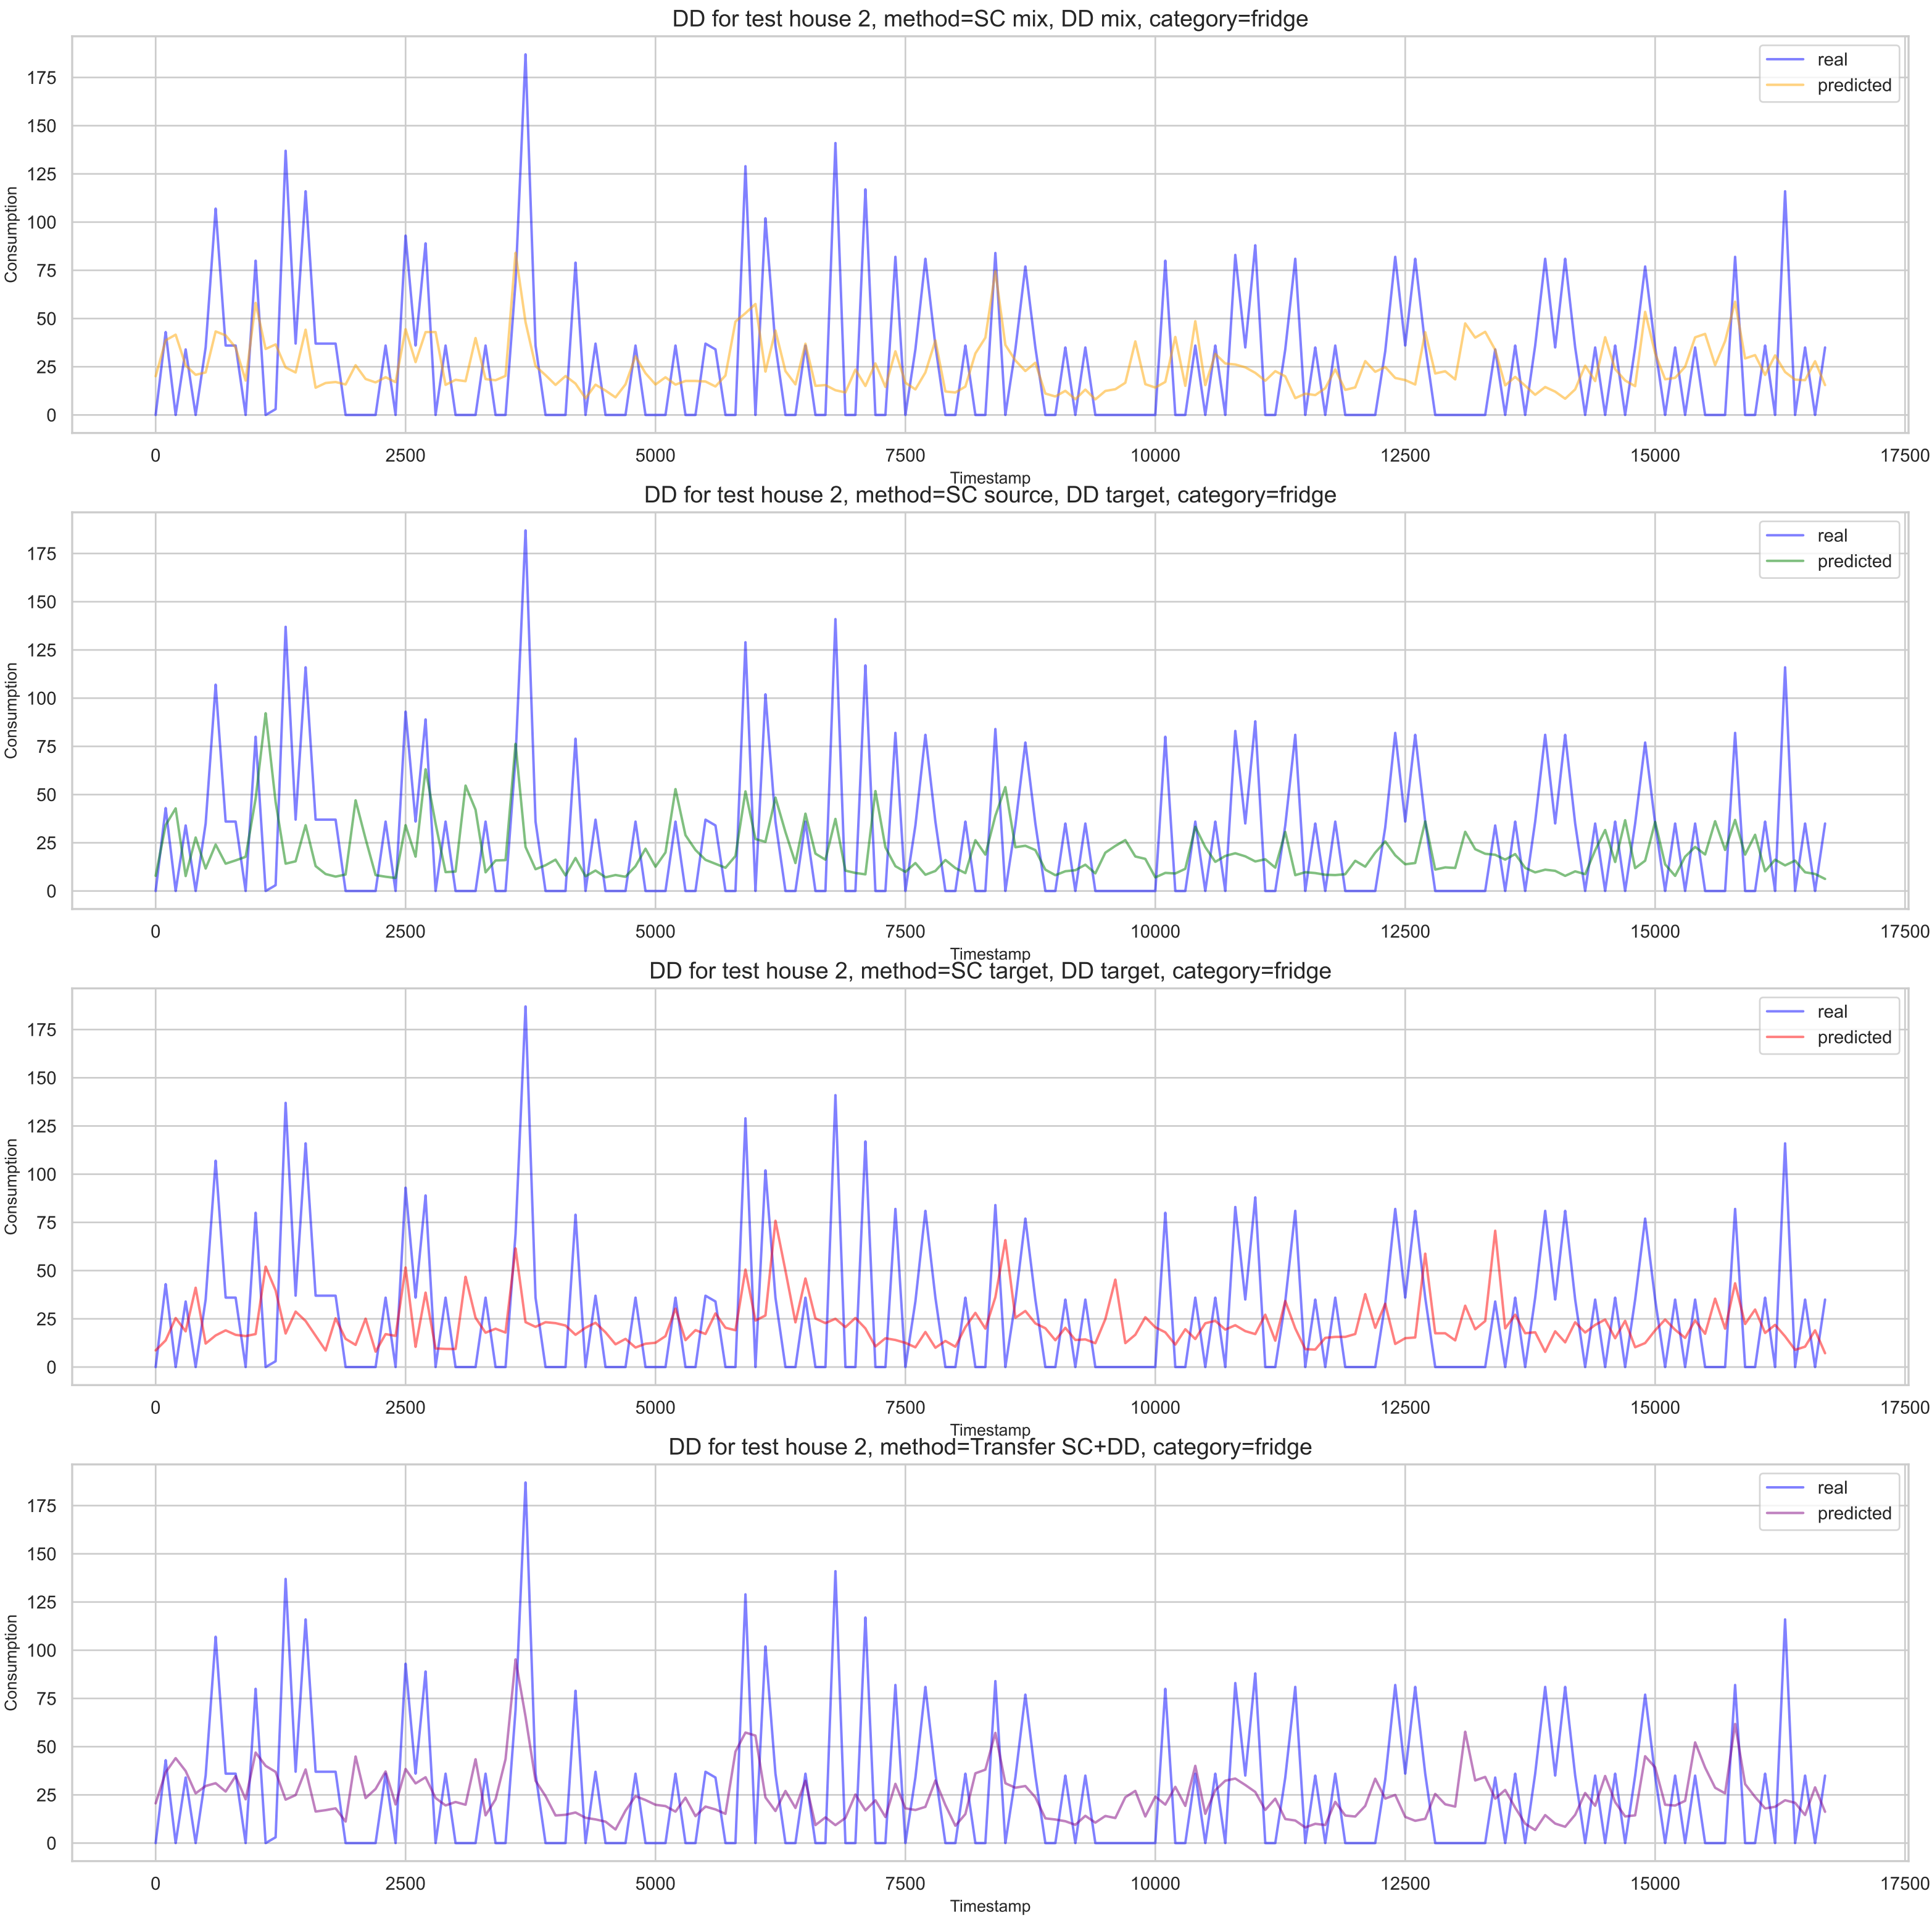 DD for test house 2, method=SC mix, DD mix, category=fridge
real
predicted
175
150
125
100
75
50
25
0
Consumption
0 2500 5000 7500 10000 12500 15000 17500
Timestamp
DD for test house 2, method=SC source, DD target, category=fridge
real
predicted
175
150
125
100
75
50
25
0
Consumption
0 2500 5000 7500 10000 12500 15000 17500
Timestamp
DD for test house 2, method=SC target, DD target, category=fridge
real
predicted
175
150
125
100
75
50
25
0
Consumption
0 2500 5000 7500 10000 12500 15000 17500
Timestamp
DD for test house 2, method=Transfer SC+DD, category=fridge
real
predicted
175
150
125
100
75
50
25
0
Consumption
0 2500 5000 7500 10000 12500 15000 17500
Timestamp